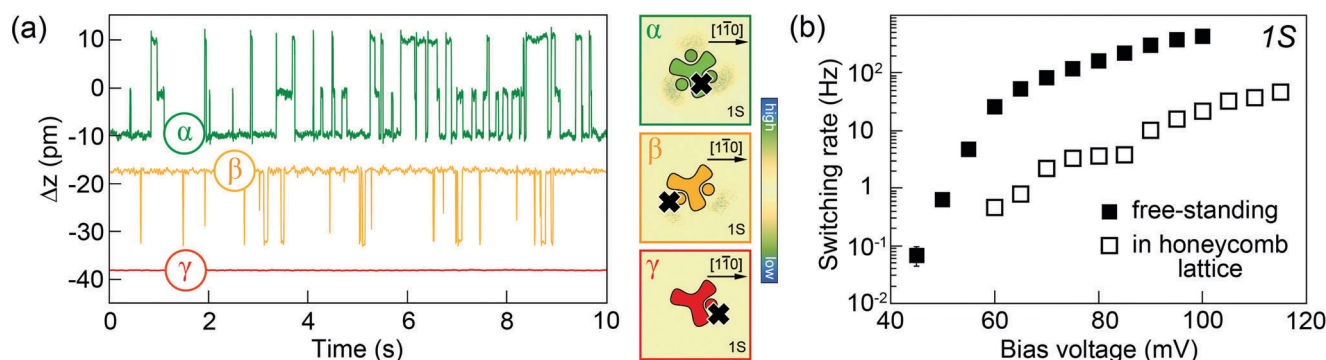 (a)
Δz (pm)
10
0
-10
-20
-30
-40
α
β
γ
0
2
4
6
8
10
Time (s)
α
[11̅0]
1S
β
[11̅0]
1S
γ
[11̅0]
1S
high
low
(b)
1S
Switching rate (Hz)
10²
10
1
10⁻¹
10⁻²
free-standing
in honeycomb
lattice
40
60
80
100
120
Bias voltage (mV)